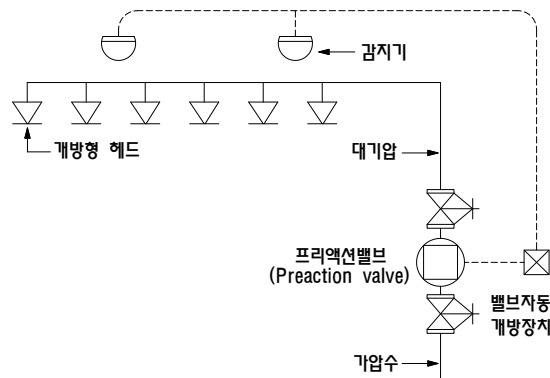 감지기
개방형 헤드
대기압
프리액션밸브
(Preaction valve)
밸브자동
개방장치
가압수